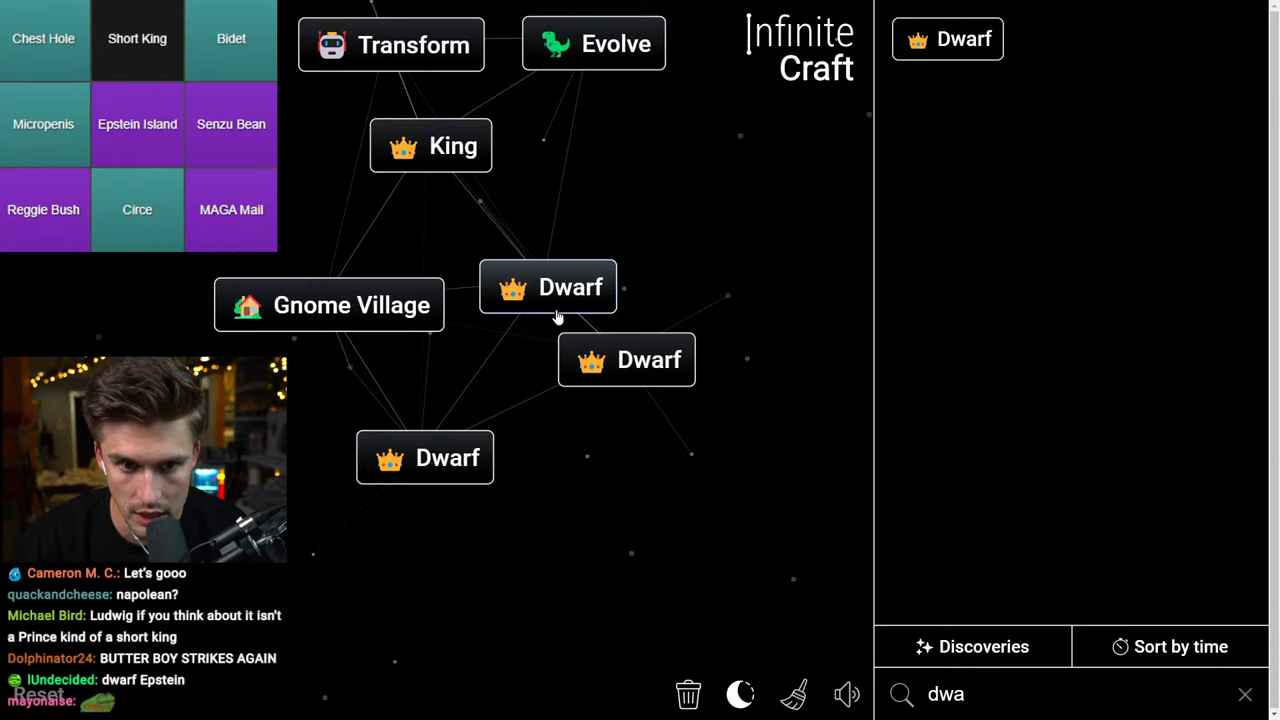 Chest Hole
Short King
Bidet
Micropenis
Epstein Island
Senzu Bean
Reggie Bush
Circe
MAGA Mail
Transform
Evolve
King
Gnome Village
Dwarf
Dwarf
Dwarf
Infinite
Craft
Dwarf
Cameron M. C.: Let's gooo
quackandcheese: napolean?
Michael Bird: Ludwig if you think about it isn't
a Prince kind of a short king
Dolphinator24: BUTTER BOY STRIKES AGAIN
lUndecided: dwarf Epstein
mayonaise:
Reset
Discoveries
Sort by time
dwa